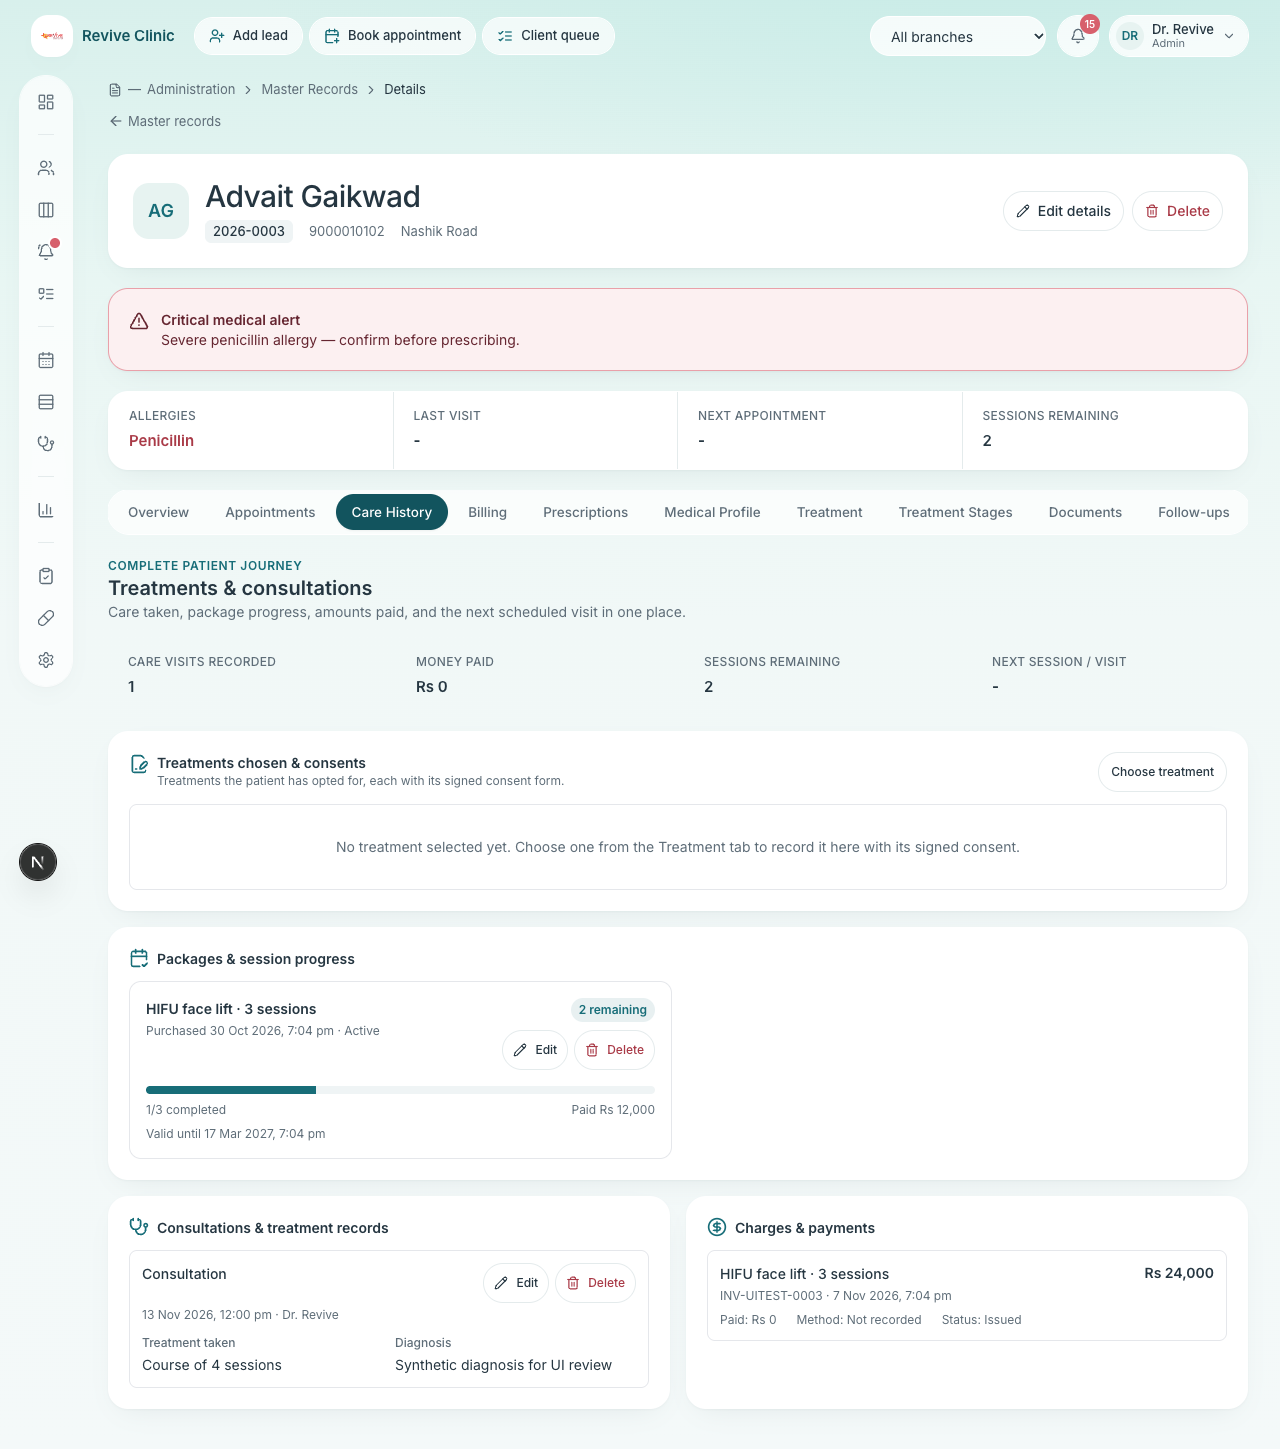 Revive Clinic
Add lead
Book appointment
Client queue
All branches
15
DR
Dr. Revive
Admin
— Administration > Master Records > Details
← Master records
AG
Advait Gaikwad
2026-0003 9000010102 Nashik Road
Edit details
Delete
Critical medical alert
Severe penicillin allergy — confirm before prescribing.
ALLERGIES
Penicillin
LAST VISIT
-
NEXT APPOINTMENT
-
SESSIONS REMAINING
2
Overview Appointments Care History Billing Prescriptions Medical Profile Treatment Treatment Stages Documents Follow-ups
COMPLETE PATIENT JOURNEY
Treatments & consultations
Care taken, package progress, amounts paid, and the next scheduled visit in one place.
CARE VISITS RECORDED
1
MONEY PAID
Rs 0
SESSIONS REMAINING
2
NEXT SESSION / VISIT
-
Treatments chosen & consents
Treatments the patient has opted for, each with its signed consent form.
Choose treatment
No treatment selected yet. Choose one from the Treatment tab to record it here with its signed consent.
N
Packages & session progress
HIFU face lift · 3 sessions
2 remaining
Purchased 30 Oct 2026, 7:04 pm · Active
Edit
Delete
1/3 completed
Paid Rs 12,000
Valid until 17 Mar 2027, 7:04 pm
Consultations & treatment records
Consultation
Edit
Delete
13 Nov 2026, 12:00 pm · Dr. Revive
Treatment taken
Course of 4 sessions
Diagnosis
Synthetic diagnosis for UI review
Charges & payments
HIFU face lift · 3 sessions
Rs 24,000
INV-UITEST-0003 · 7 Nov 2026, 7:04 pm
Paid: Rs 0 Method: Not recorded Status: Issued